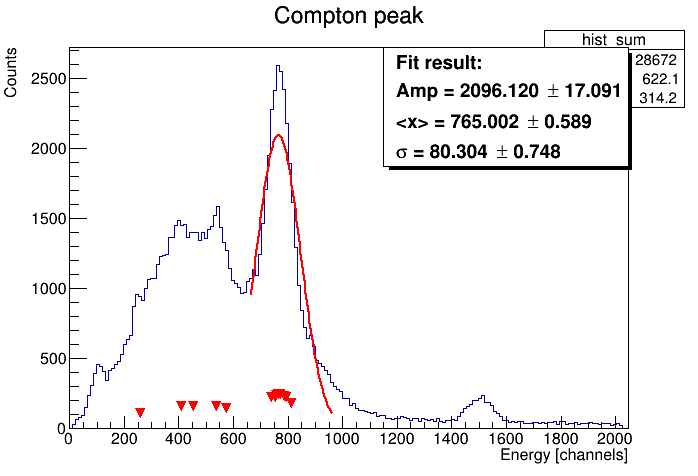 Compton peak
hist_sum
28672
622.1
314.2
Fit result:
Amp = 2096.120 ± 17.091
<x> = 765.002 ± 0.589
σ = 80.304 ± 0.748
Counts
2500
2000
1500
1000
500
0
0 200 400 600 800 1000 1200 1400 1600 1800 2000
Energy [channels]